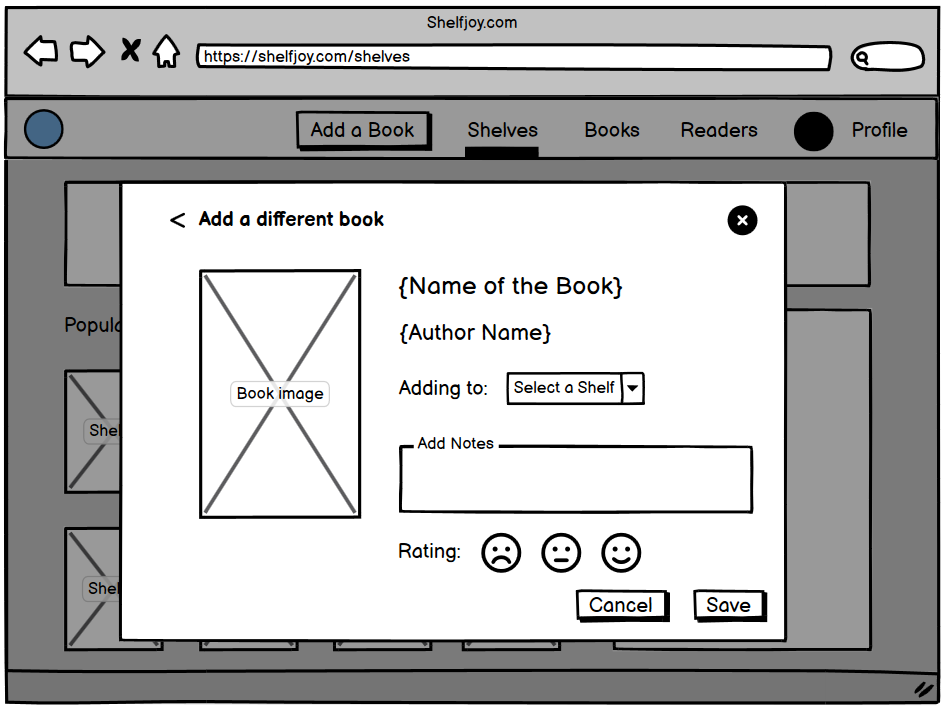 Shelfjoy.com
https://shelfjoy.com/shelves
Add a Book
Shelves
Books
Readers
Profile
< Add a different book
{Name of the Book}
{Author Name}
Book image
Adding to:
Select a Shelf
Add Notes
Rating:
Cancel
Save
Popula
Shel
Shel